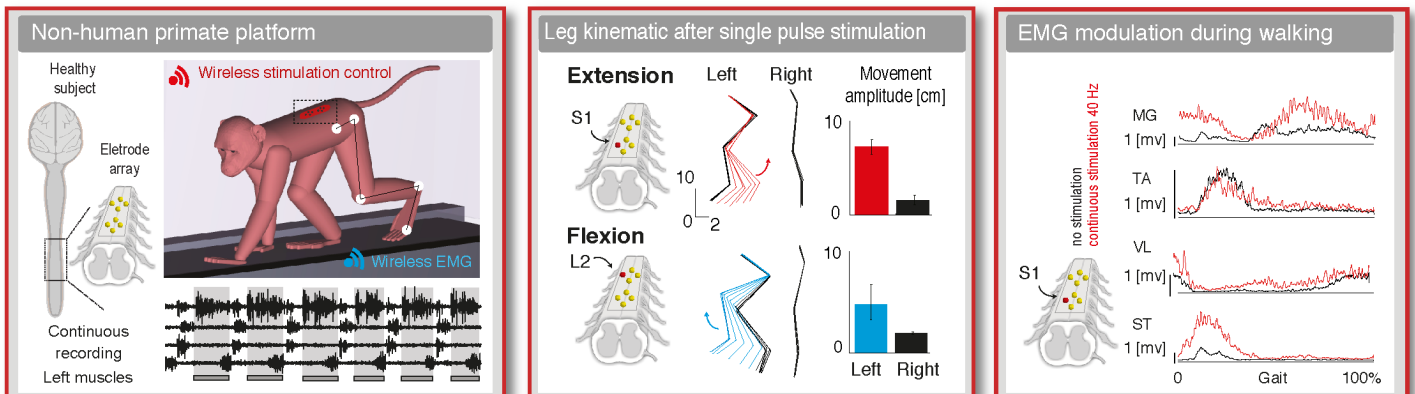 Non-human primate platform
Healthy
subject
Eletrode
array
Wireless stimulation control
Wireless EMG
Continuous
recording
Left muscles
Leg kinematic after single pulse stimulation
Extension
Left
Right
Movement
amplitude [cm]
S1
10
0
2
10
0
Flexion
L2
10
0
Left
Right
EMG modulation during walking
no stimulation
continuous stimulation 40 Hz
S1
MG
1 [mv]
TA
1 [mv]
VL
1 [mv]
ST
1 [mv]
0
Gait
100%